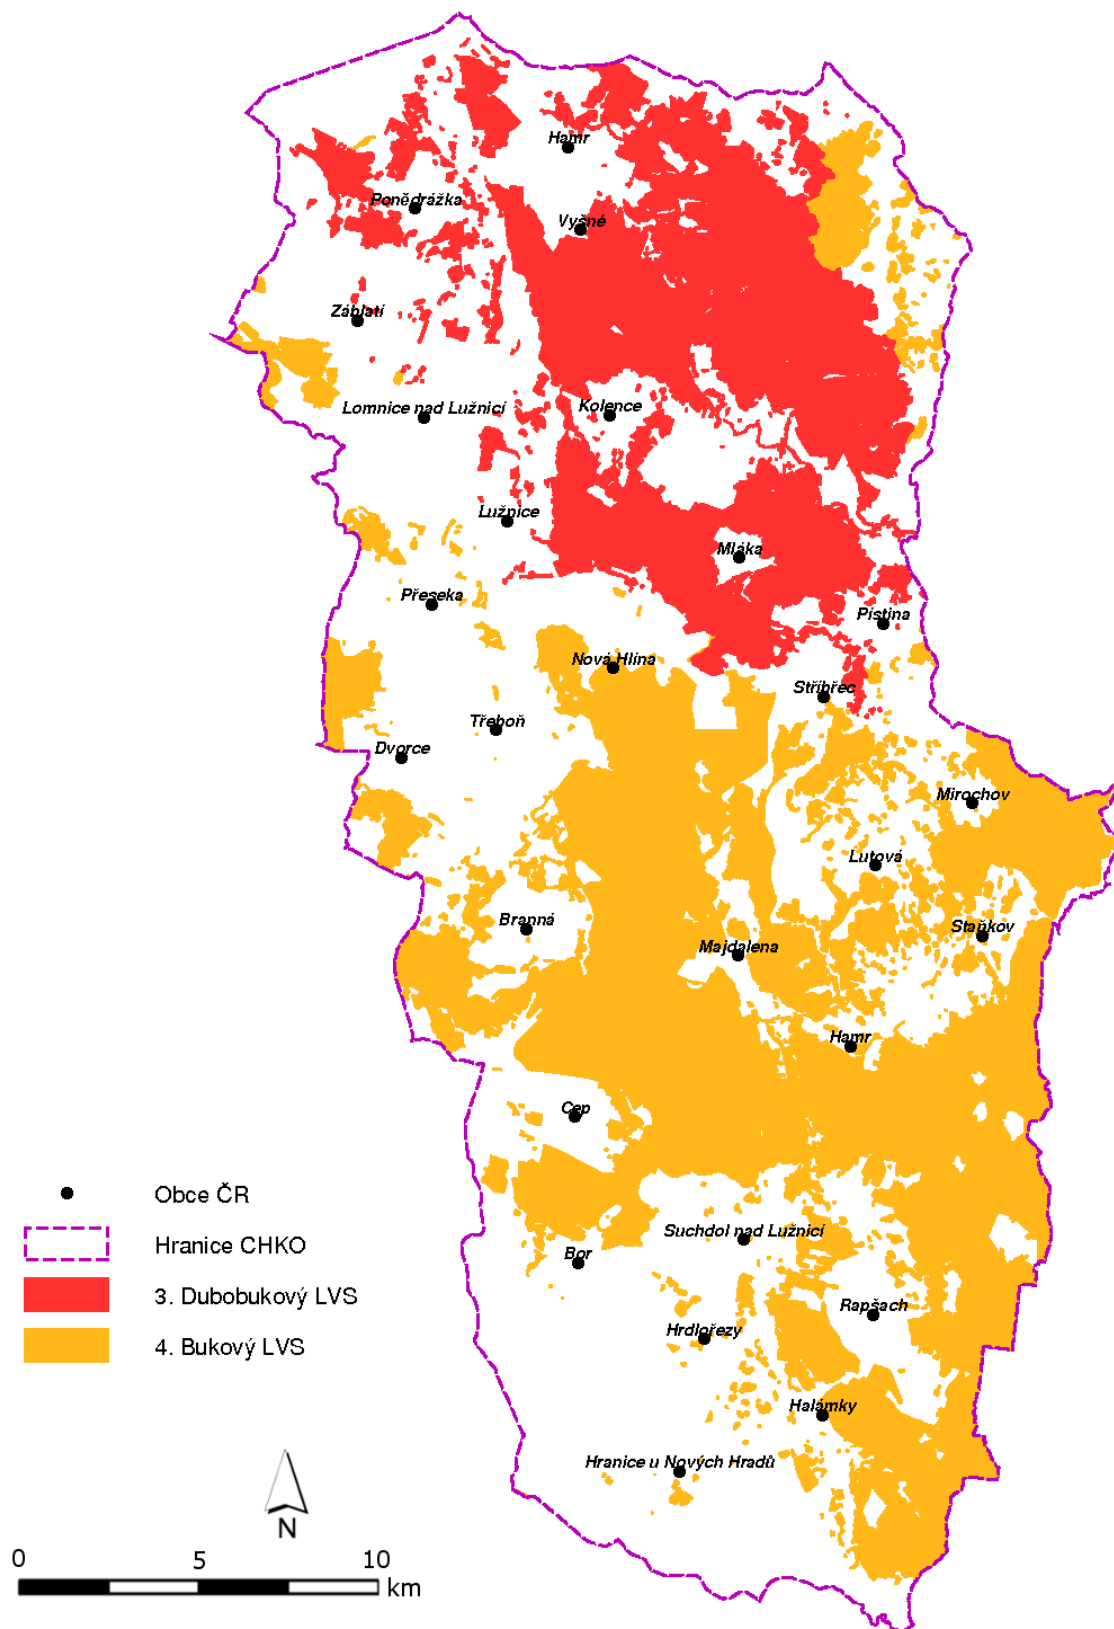 Hamr
Ponědrážka
Vyšné
Záblatí
Lomnice nad Lužnicí
Kolence
Lužnice
Mláka
Přeseka
Pístina
Nová Hlína
Stříbřec
Třeboň
Dvorce
Mirochov
Lutová
Branná
Staňkov
Majdalena
Hamr
Cep
Suchdol nad Lužnicí
Bor
Rapšach
Hrdlořezy
Halámky
Hranice u Nových Hradů
Obce ČR
Hranice CHKO
3. Dubobukový LVS
4. Bukový LVS
N
0 5 10
km